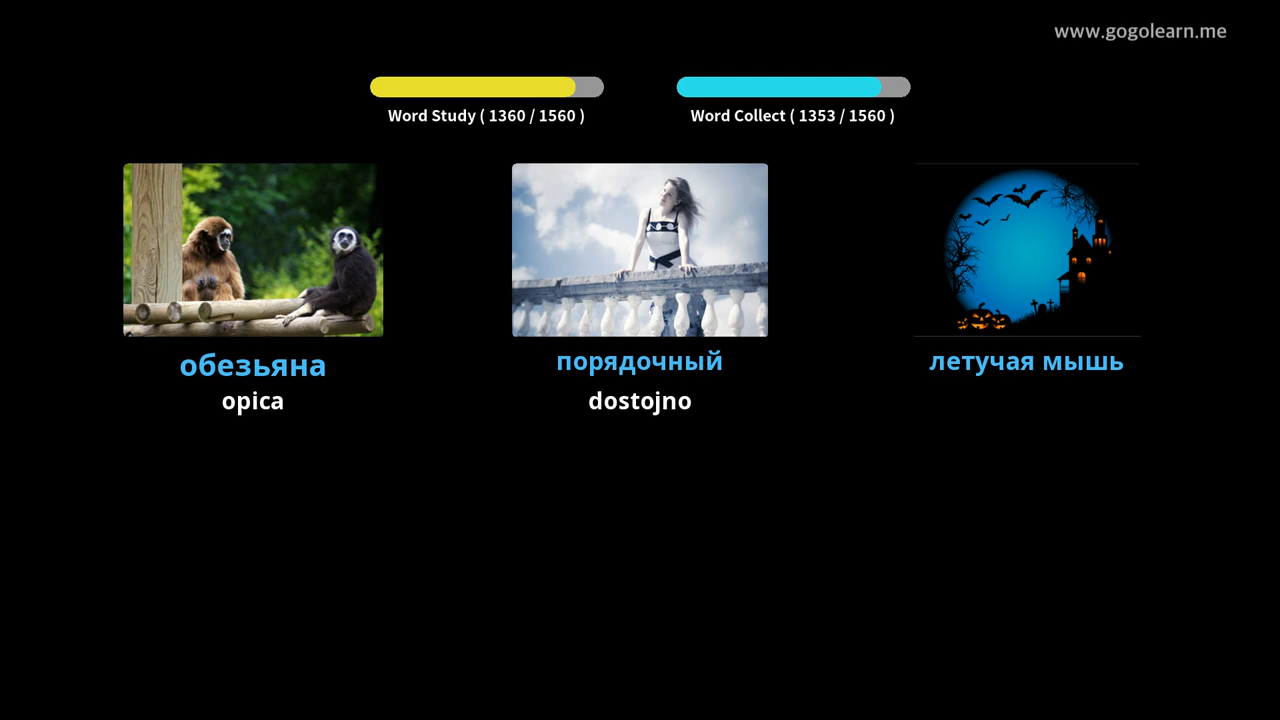 www.gogolearn.me
Word Study ( 1360 / 1560 )
Word Collect ( 1353 / 1560 )
обезьяна
opica
порядочный
dostojno
летучая мышь